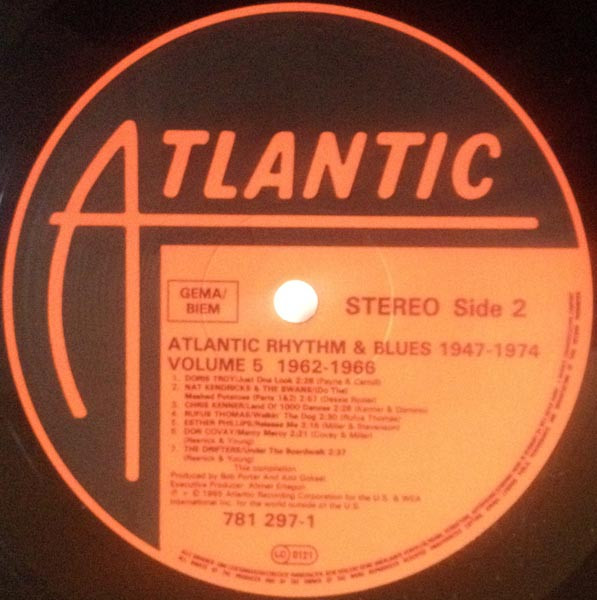 ATLANTIC
GEMA/
BIEM
STEREO Side 2
ATLANTIC RHYTHM & BLUES 1947-1974
VOLUME 5 1962-1966
1. DORIS TROY/Just One Look 2:28 (Payne & Carroll)
2. NAT KENDRICKS & THE SWANS/(Do The)
Mashed Potatoes (Parts 1&2) 2:57 (Dessie Rozier)
3. CHRIS KENNER/Land Of 1000 Dances 2:28 (Kenner & Domino)
4. RUFUS THOMAS/Walkin' The Dog 2:30 (Rufus Thomas)
5. ESTHER PHILLIPS/Release Me 3:16 (Miller & Stevenson)
6. DON COVAY/Mercy Mercy 2:21 (Covay & Miller)
(Resnick & Young)
7. THE DRIFTERS/Under The Boardwalk 2:37
(Resnick & Young)
This compilation
Produced by Bob Porter And Aziz Goksel
Executive Producer: Ahmet Ertegun
℗ + © 1985 Atlantic Recording Corporation for the U.S. & WEA
International Inc. for the world outside of the U.S.
781 297-1
LC 0121